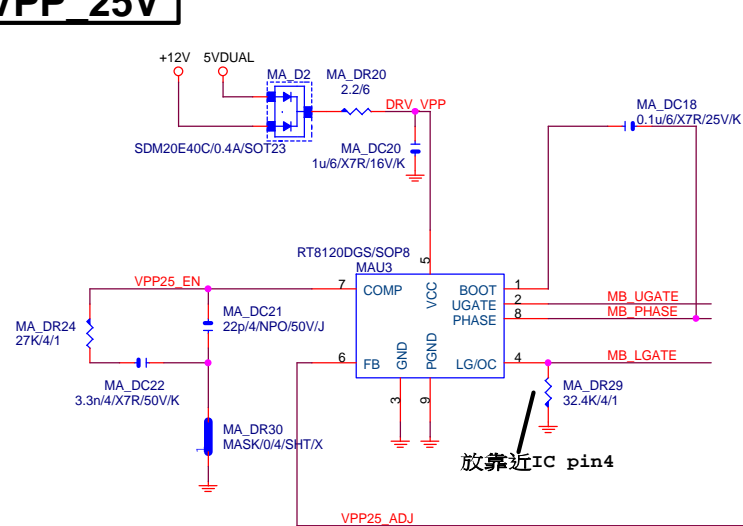 VPP_25V
+12V 5VDUAL
MA_D2
MA_DR20
2.2/6
DRV_VPP
MA_DC18
0.1u/6/X7R/25V/K
SDM20E40C/0.4A/SOT23
MA_DC20
1u/6/X7R/16V/K
RT8120DGS/SOP8
MAU3
5
VPP25_EN
7
COMP
VCC
BOOT
1
UGATE
2
MB_UGATE
PHASE
8
MB_PHASE
MA_DR24
27K/4/1
MA_DC21
22p/4/NPO/50V/J
6
FB
GND
PGND
LG/OC
4
MB_LGATE
MA_DC22
3.3n/4/X7R/50V/K
3
9
MA_DR29
32.4K/4/1
MA_DR30
MASK/0/4/SHT/X
1
放靠近IC pin4
VPP25_ADJ